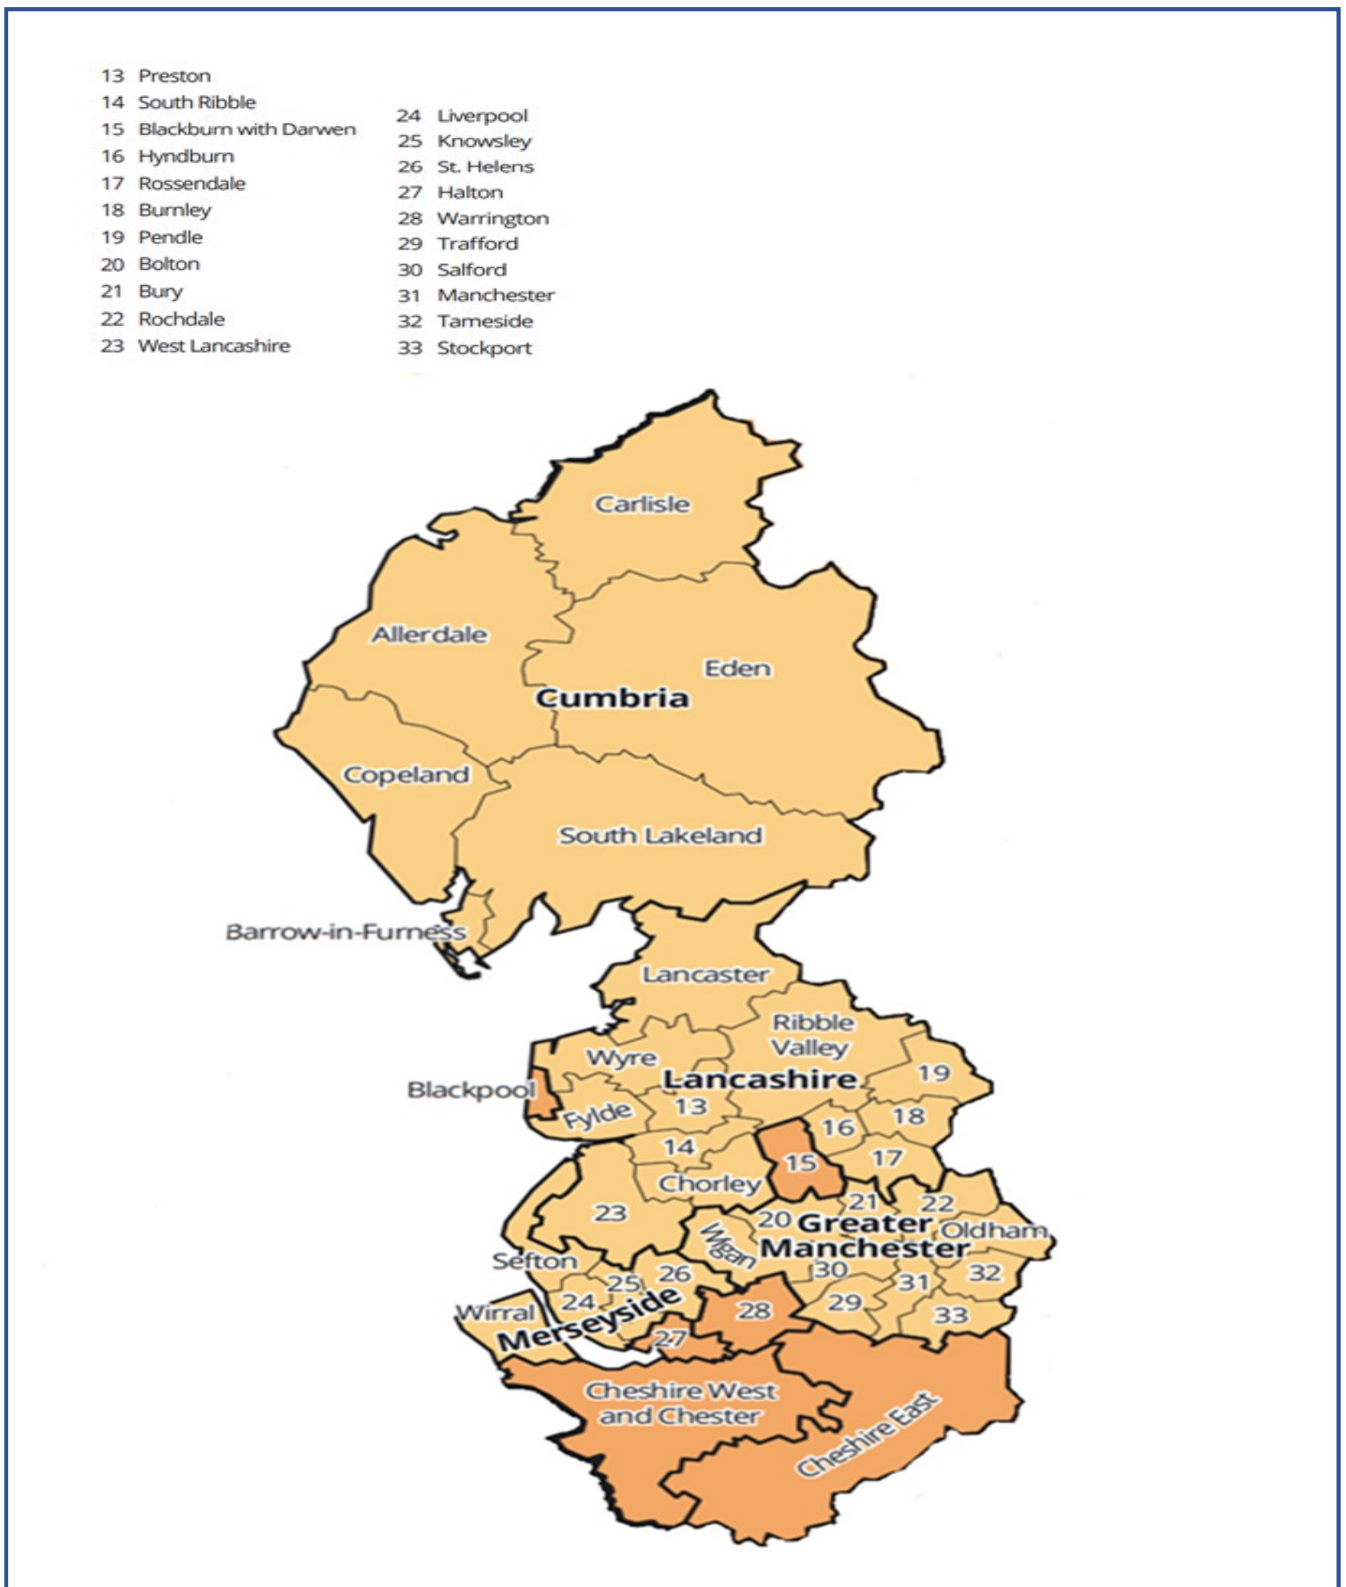 13 Preston
14 South Ribble
15 Blackburn with Darwen
16 Hyndburn
17 Rossendale
18 Burnley
19 Pendle
20 Bolton
21 Bury
22 Rochdale
23 West Lancashire
24 Liverpool
25 Knowsley
26 St. Helens
27 Halton
28 Warrington
29 Trafford
30 Salford
31 Manchester
32 Tameside
33 Stockport
Carlisle
Allerdale
Eden
Cumbria
Copeland
South Lakeland
Barrow-in-Furness
Lancaster
Ribble
Valley
Wyre
19
Lancashire
Blackpool
Fylde
13
18
16
14
17
15
Chorley
21
22
23
20
Greater
Oldham
Wigan
Manchester
Sefton
30
32
26
25
31
24
29
Wirral
28
33
Merseyside
27
Cheshire West
and Chester
Cheshire East